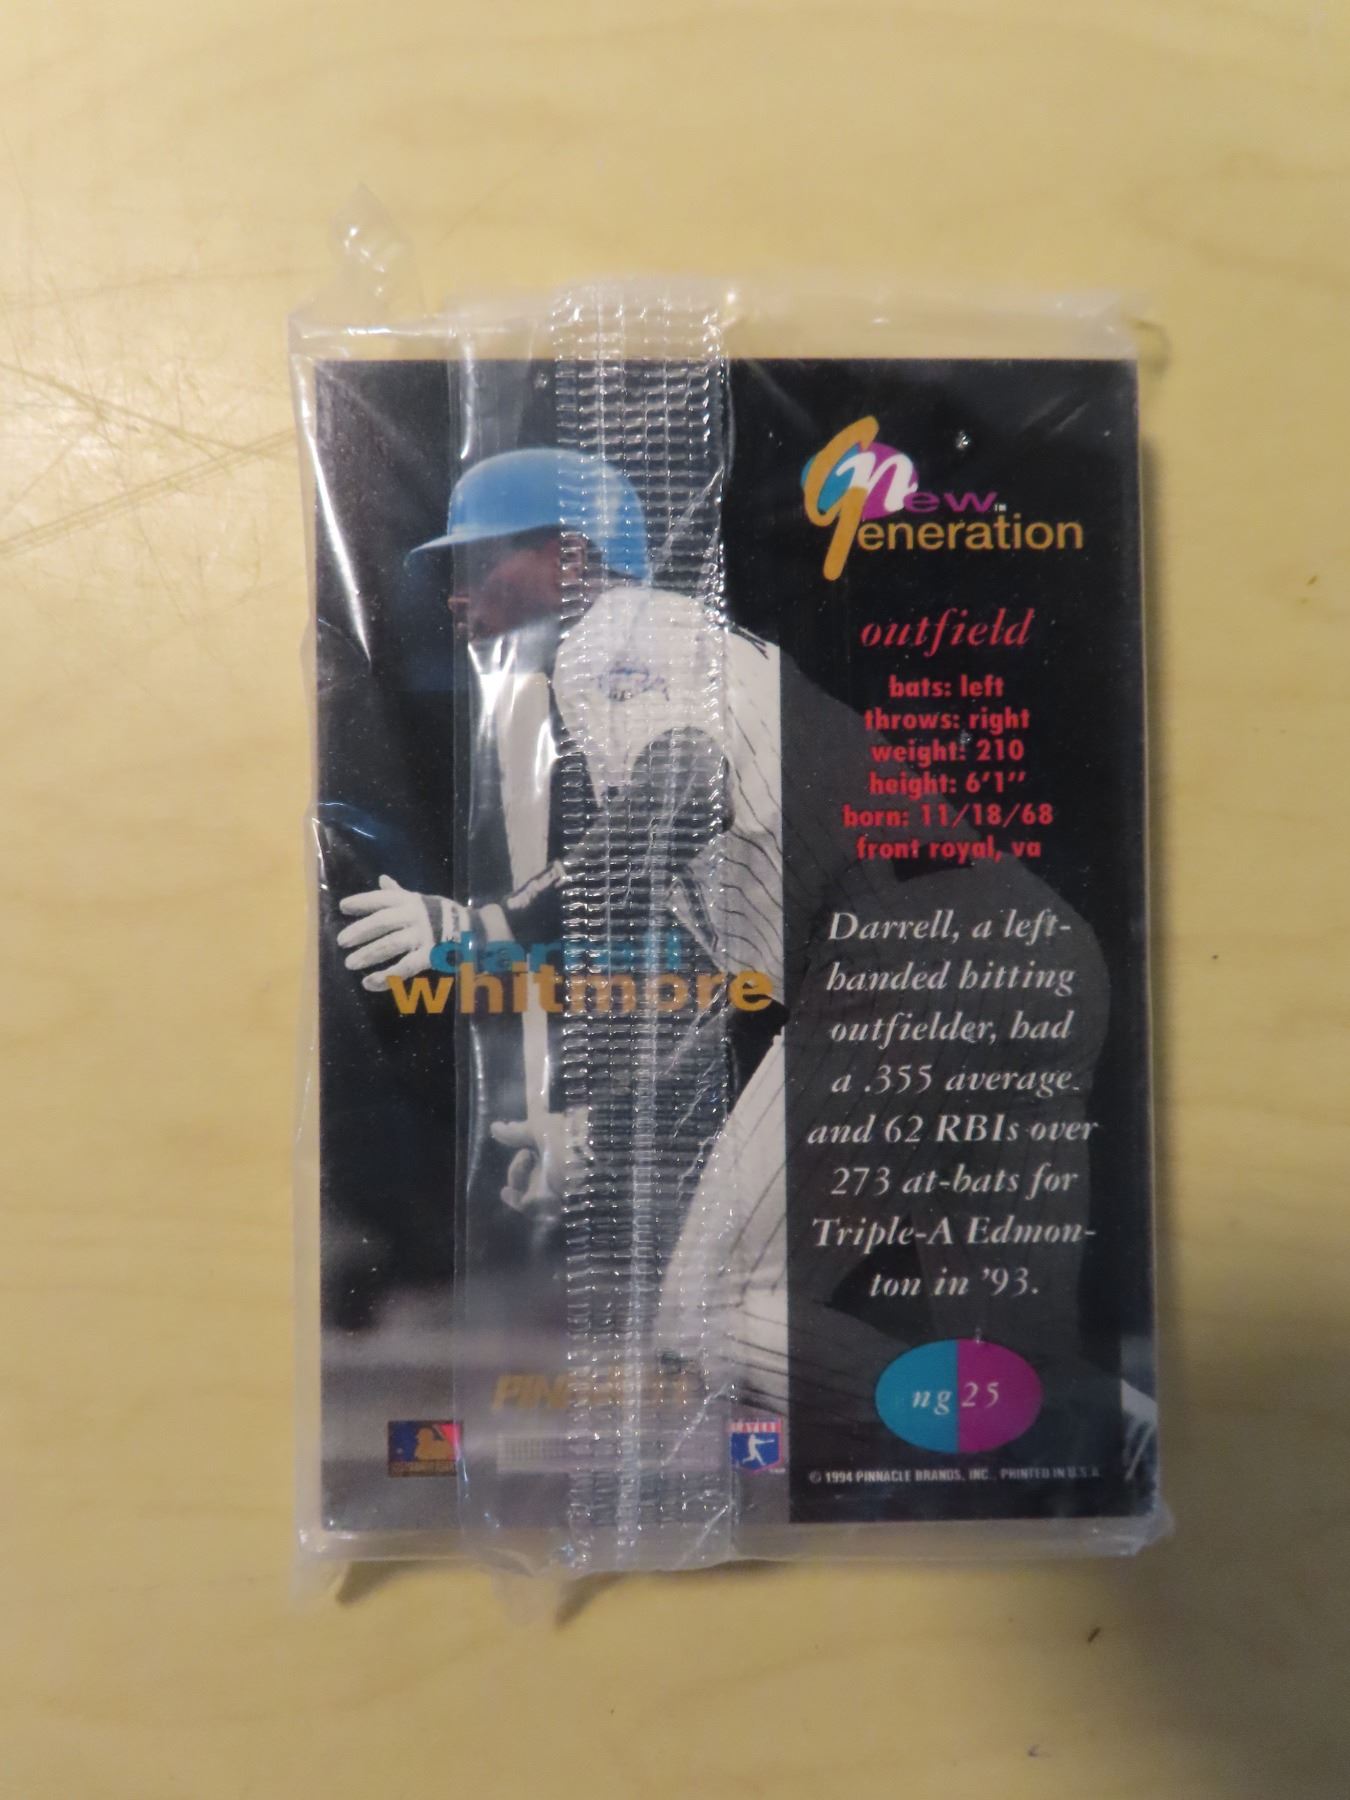 new™
Generation
outfield
bats: left
throws: right
weight: 210
height: 6'1"
born: 11/18/68
front royal, va
darrell
whitmore
Darrell, a left-
handed hitting
outfielder, had
a .355 average
and 62 RBIs over
273 at-bats for
Triple-A Edmon-
ton in '93.
ng 25
© 1994 PINNACLE BRANDS, INC., PRINTED IN U.S.A.